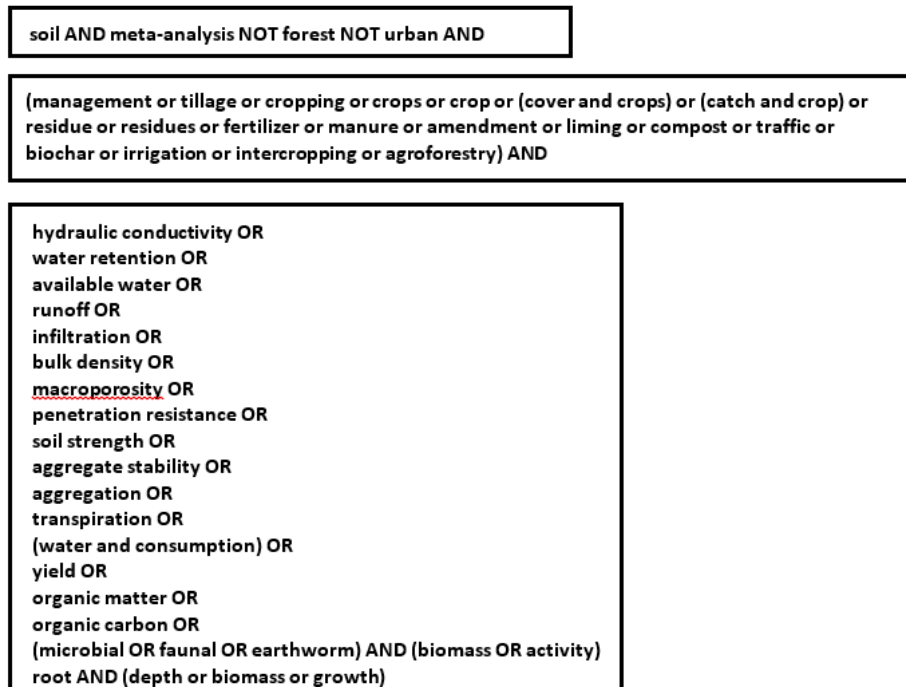 soil AND meta-analysis NOT forest NOT urban AND
(management or tillage or cropping or crops or crop or (cover and crops) or (catch and crop) or
residue or residues or fertilizer or manure or amendment or liming or compost or traffic or
biochar or irrigation or intercropping or agroforestry) AND
hydraulic conductivity OR
water retention OR
available water OR
runoff OR
infiltration OR
bulk density OR
macroporosity OR
penetration resistance OR
soil strength OR
aggregate stability OR
aggregation OR
transpiration OR
(water and consumption) OR
yield OR
organic matter OR
organic carbon OR
(microbial OR faunal OR earthworm) AND (biomass OR activity)
root AND (depth or biomass or growth)